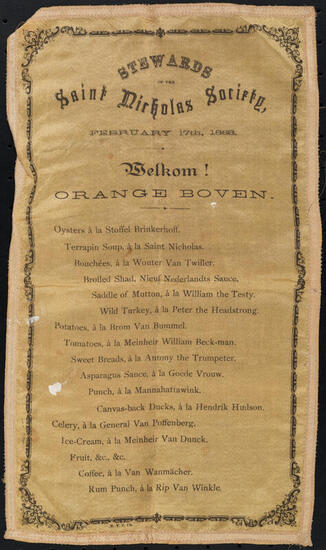 STEWARDS
OF THE
Saint Nicholas Society,
FEBRUARY 17TH, 1868.
Welkom!
ORANGE BOVEN.
Oysters à la Stoffel Brinkerhoff.
Terrapin Soup, à la Saint Nicholas.
Bouchées, à la Wouter Van Twiller.
Broiled Shad, Nieuf Nederlandts Sauce.
Saddle of Mutton, à la William the Testy.
Wild Turkey, à la Peter the Headstrong.
Potatoes, à la Brom Van Bummel.
Tomatoes, à la Meinheir William Beck-man.
Sweet Breads, à la Antony the Trumpeter.
Asparagus Sauce, à la Goede Vrouw.
Punch, à la Mannahattawink.
Canvas-back Ducks, à la Hendrik Hudson.
Celery, à la General Van Poffenberg.
Ice-Cream, à la Meinheir Van Dunck.
Fruit, &c., &c.
Coffee, à la Van Wanmächer.
Rum Punch, à la Rip Van Winkle.